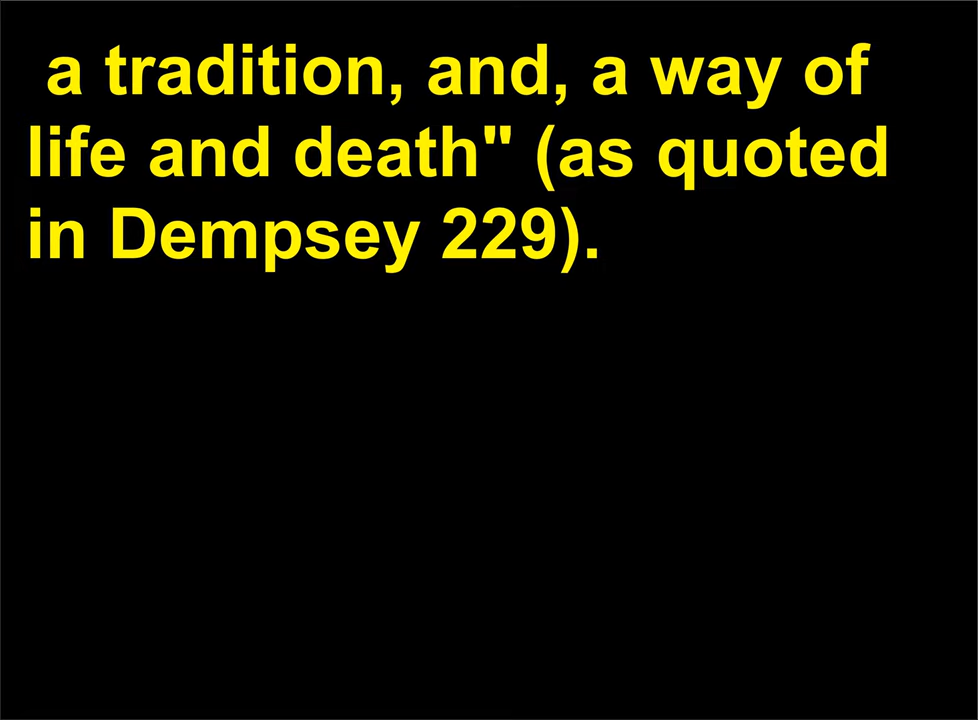 a tradition, and, a way of
life and death" (as quoted
in Dempsey 229).